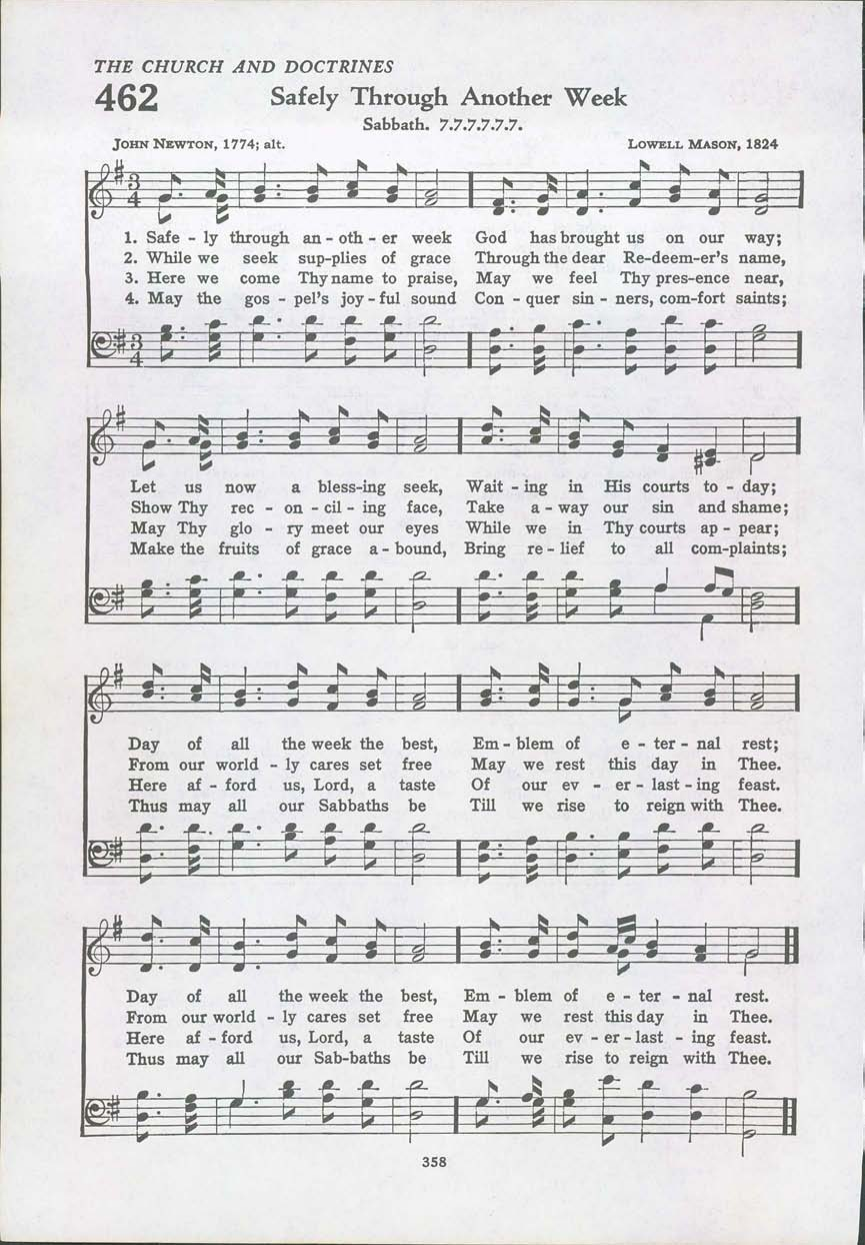 THE CHURCH AND DOCTRINES
462 Safely Through Another Week
Sabbath. 7.7.7.7.7.7.
JOHN NEWTON, 1774; alt. LOWELL MASON, 1824
1. Safe - ly through an - oth - er week God has brought us on our way;
2. While we seek sup-plies of grace Through the dear Re-deem-er's name,
3. Here we come Thy name to praise, May we feel Thy pres-ence near,
4. May the gos - pel's joy - ful sound Con - quer sin - ners, com-fort saints;
Let us now a bless-ing seek, Wait - ing in His courts to - day;
Show Thy rec - on - cil - ing face, Take a - way our sin and shame;
May Thy glo - ry meet our eyes While we in Thy courts ap - pear;
Make the fruits of grace a - bound, Bring re - lief to all com-plaints;
Day of all the week the best, Em - blem of e - ter - nal rest;
From our world - ly cares set free May we rest this day in Thee.
Here af - ford us, Lord, a taste Of our ev - er - last - ing feast.
Thus may all our Sabbaths be Till we rise to reign with Thee.
Day of all the week the best, Em - blem of e - ter - nal rest.
From our world - ly cares set free May we rest this day in Thee.
Here af - ford us, Lord, a taste Of our ev - er - last - ing feast.
Thus may all our Sab-baths be Till we rise to reign with Thee.
358